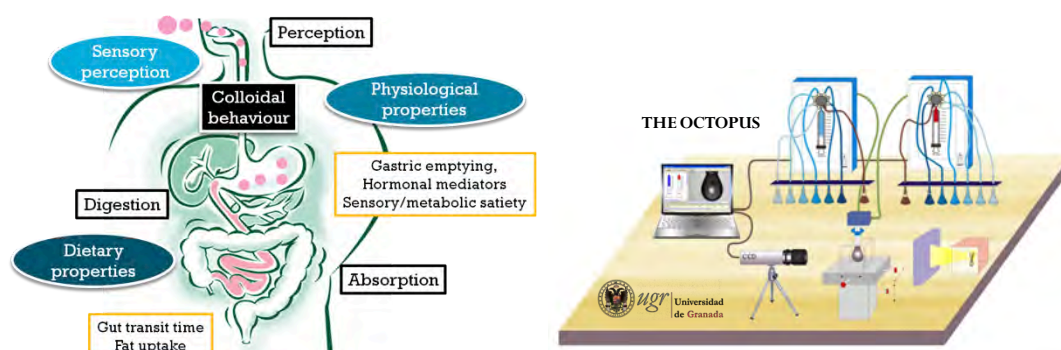 Perception
Sensory
perception
Colloidal
behaviour
Physiological
properties
Gastric emptying,
Hormonal mediators
Sensory/metabolic satiety
Digestion
Dietary
properties
Absorption
Gut transit time
Fat uptake
THE OCTOPUS
CCD
ugr
Universidad
de Granada